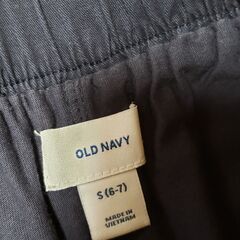 OLD NAVY
S (6-7)
MADE IN
VIETNAM